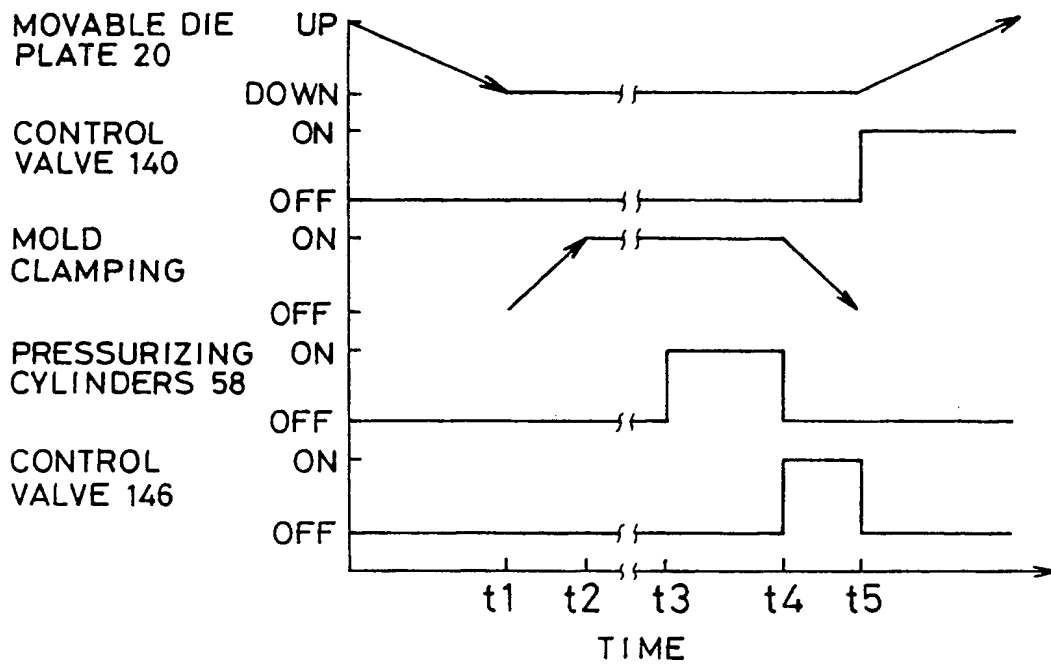 MOVABLE DIE
PLATE 20
UP
DOWN
CONTROL
VALVE 140
ON
OFF
MOLD
CLAMPING
ON
OFF
PRESSURIZING
CYLINDERS 58
ON
OFF
CONTROL
VALVE 146
ON
OFF
t1 t2 t3 t4 t5
TIME